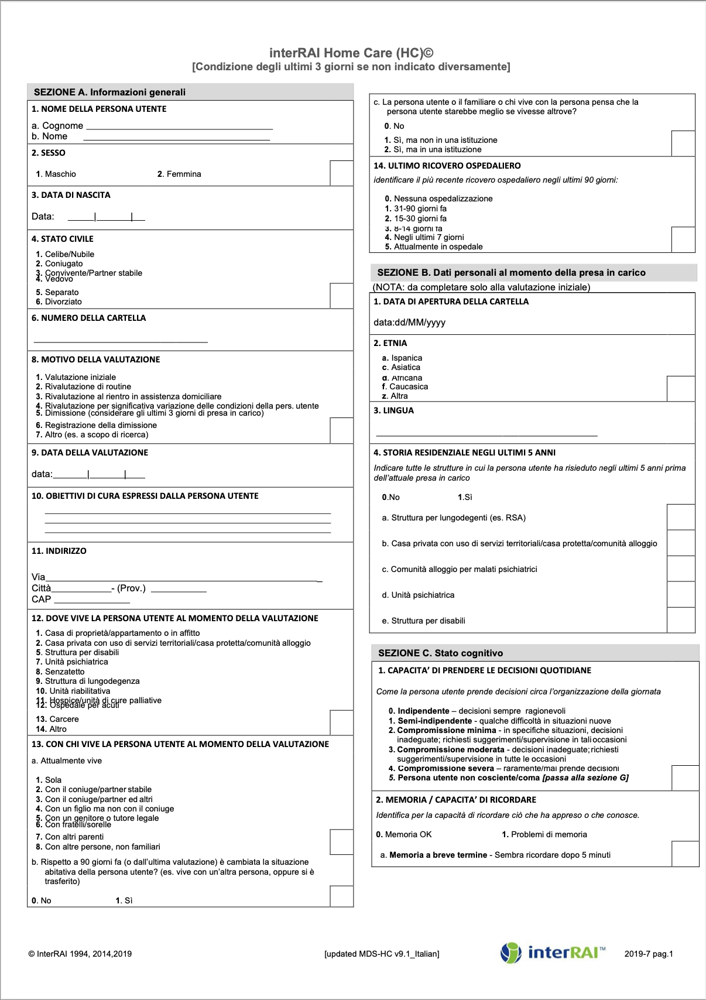 interRAI Home Care (HC)©
[Condizione degli ultimi 3 giorni se non indicato diversamente]
SEZIONE A. Informazioni generali
1. NOME DELLA PERSONA UTENTE
a. Cognome ____________________________________
b. Nome ____________________________________
2. SESSO
1. Maschio 2. Femmina
3. DATA DI NASCITA
Data: _____|_______|___
4. STATO CIVILE
1. Celibe/Nubile
2. Coniugato
3. Convivente/Partner stabile
4. Vedovo
5. Separato
6. Divorziato
6. NUMERO DELLA CARTELLA
__________________________________
8. MOTIVO DELLA VALUTAZIONE
1. Valutazione iniziale
2. Rivalutazione di routine
3. Rivalutazione al rientro in assistenza domiciliare
4. Rivalutazione per significativa variazione delle condizioni della pers. utente
5. Dimissione (considerare gli ultimi 3 giorni di presa in carico)
6. Registrazione della dimissione
7. Altro (es. a scopo di ricerca)
9. DATA DELLA VALUTAZIONE
data:_______|_______|____
10. OBIETTIVI DI CURA ESPRESSI DALLA PERSONA UTENTE
________________________________________________________
________________________________________________________
________________________________________________________
11. INDIRIZZO
Via_____________________________________________________
Città____________- (Prov.) ___________
CAP _______________
12. DOVE VIVE LA PERSONA UTENTE AL MOMENTO DELLA VALUTAZIONE
1. Casa di proprietà/appartamento o in affitto
2. Casa privata con uso di servizi territoriali/casa protetta/comunità alloggio
5. Struttura per disabili
7. Unità psichiatrica
8. Senzatetto
9. Struttura di lungodegenza
10. Unità riabilitativa
11. Hospice/unità di cure palliative
12. Ospedale per acuti
13. Carcere
14. Altro
13. CON CHI VIVE LA PERSONA UTENTE AL MOMENTO DELLA VALUTAZIONE
a. Attualmente vive
1. Sola
2. Con il coniuge/partner stabile
3. Con il coniuge/partner ed altri
4. Con un figlio ma non con il coniuge
5. Con un genitore o tutore legale
6. Con fratelli/sorelle
7. Con altri parenti
8. Con altre persone, non familiari
b. Rispetto a 90 giorni fa (o dall'ultima valutazione) è cambiata la situazione
abitativa della persona utente? (es. vive con un'altra persona, oppure si è
trasferito)
0. No 1. Sì
c. La persona utente o il familiare o chi vive con la persona pensa che la
persona utente starebbe meglio se vivesse altrove?
0. No
1. Sì, ma non in una istituzione
2. Sì, ma in una istituzione
14. ULTIMO RICOVERO OSPEDALIERO
identificare il più recente ricovero ospedaliero negli ultimi 90 giorni:
0. Nessuna ospedalizzazione
1. 31-90 giorni fa
2. 15-30 giorni fa
3. 8-14 giorni fa
4. Negli ultimi 7 giorni
5. Attualmente in ospedale
SEZIONE B. Dati personali al momento della presa in carico
(NOTA: da completare solo alla valutazione iniziale)
1. DATA DI APERTURA DELLA CARTELLA
data:dd/MM/yyyy
2. ETNIA
a. Ispanica
c. Asiatica
d. Africana
f. Caucasica
z. Altra
3. LINGUA
___________________________________________
4. STORIA RESIDENZIALE NEGLI ULTIMI 5 ANNI
Indicare tutte le strutture in cui la persona utente ha risieduto negli ultimi 5 anni prima
dell'attuale presa in carico
0.No 1.Sì
a. Struttura per lungodegenti (es. RSA)
b. Casa privata con uso di servizi territoriali/casa protetta/comunità alloggio
c. Comunità alloggio per malati psichiatrici
d. Unità psichiatrica
e. Struttura per disabili
SEZIONE C. Stato cognitivo
1. CAPACITA' DI PRENDERE LE DECISIONI QUOTIDIANE
Come la persona utente prende decisioni circa l'organizzazione della giornata
0. Indipendente – decisioni sempre ragionevoli
1. Semi-indipendente - qualche difficoltà in situazioni nuove
2. Compromissione minima - in specifiche situazioni, decisioni
inadeguate; richiesti suggerimenti/supervisione in tali occasioni
3. Compromissione moderata - decisioni inadeguate; richiesti
suggerimenti/supervisione in tutte le occasioni
4. Compromissione severa – raramente/mai prende decisioni
5. Persona utente non cosciente/coma [passa alla sezione G]
2. MEMORIA / CAPACITA' DI RICORDARE
Identifica per la capacità di ricordare ciò che ha appreso o che conosce.
0. Memoria OK 1. Problemi di memoria
a. Memoria a breve termine - Sembra ricordare dopo 5 minuti
© InterRAI 1994, 2014,2019 [updated MDS-HC v9.1_Italian] interRAI™ 2019-7 pag.1